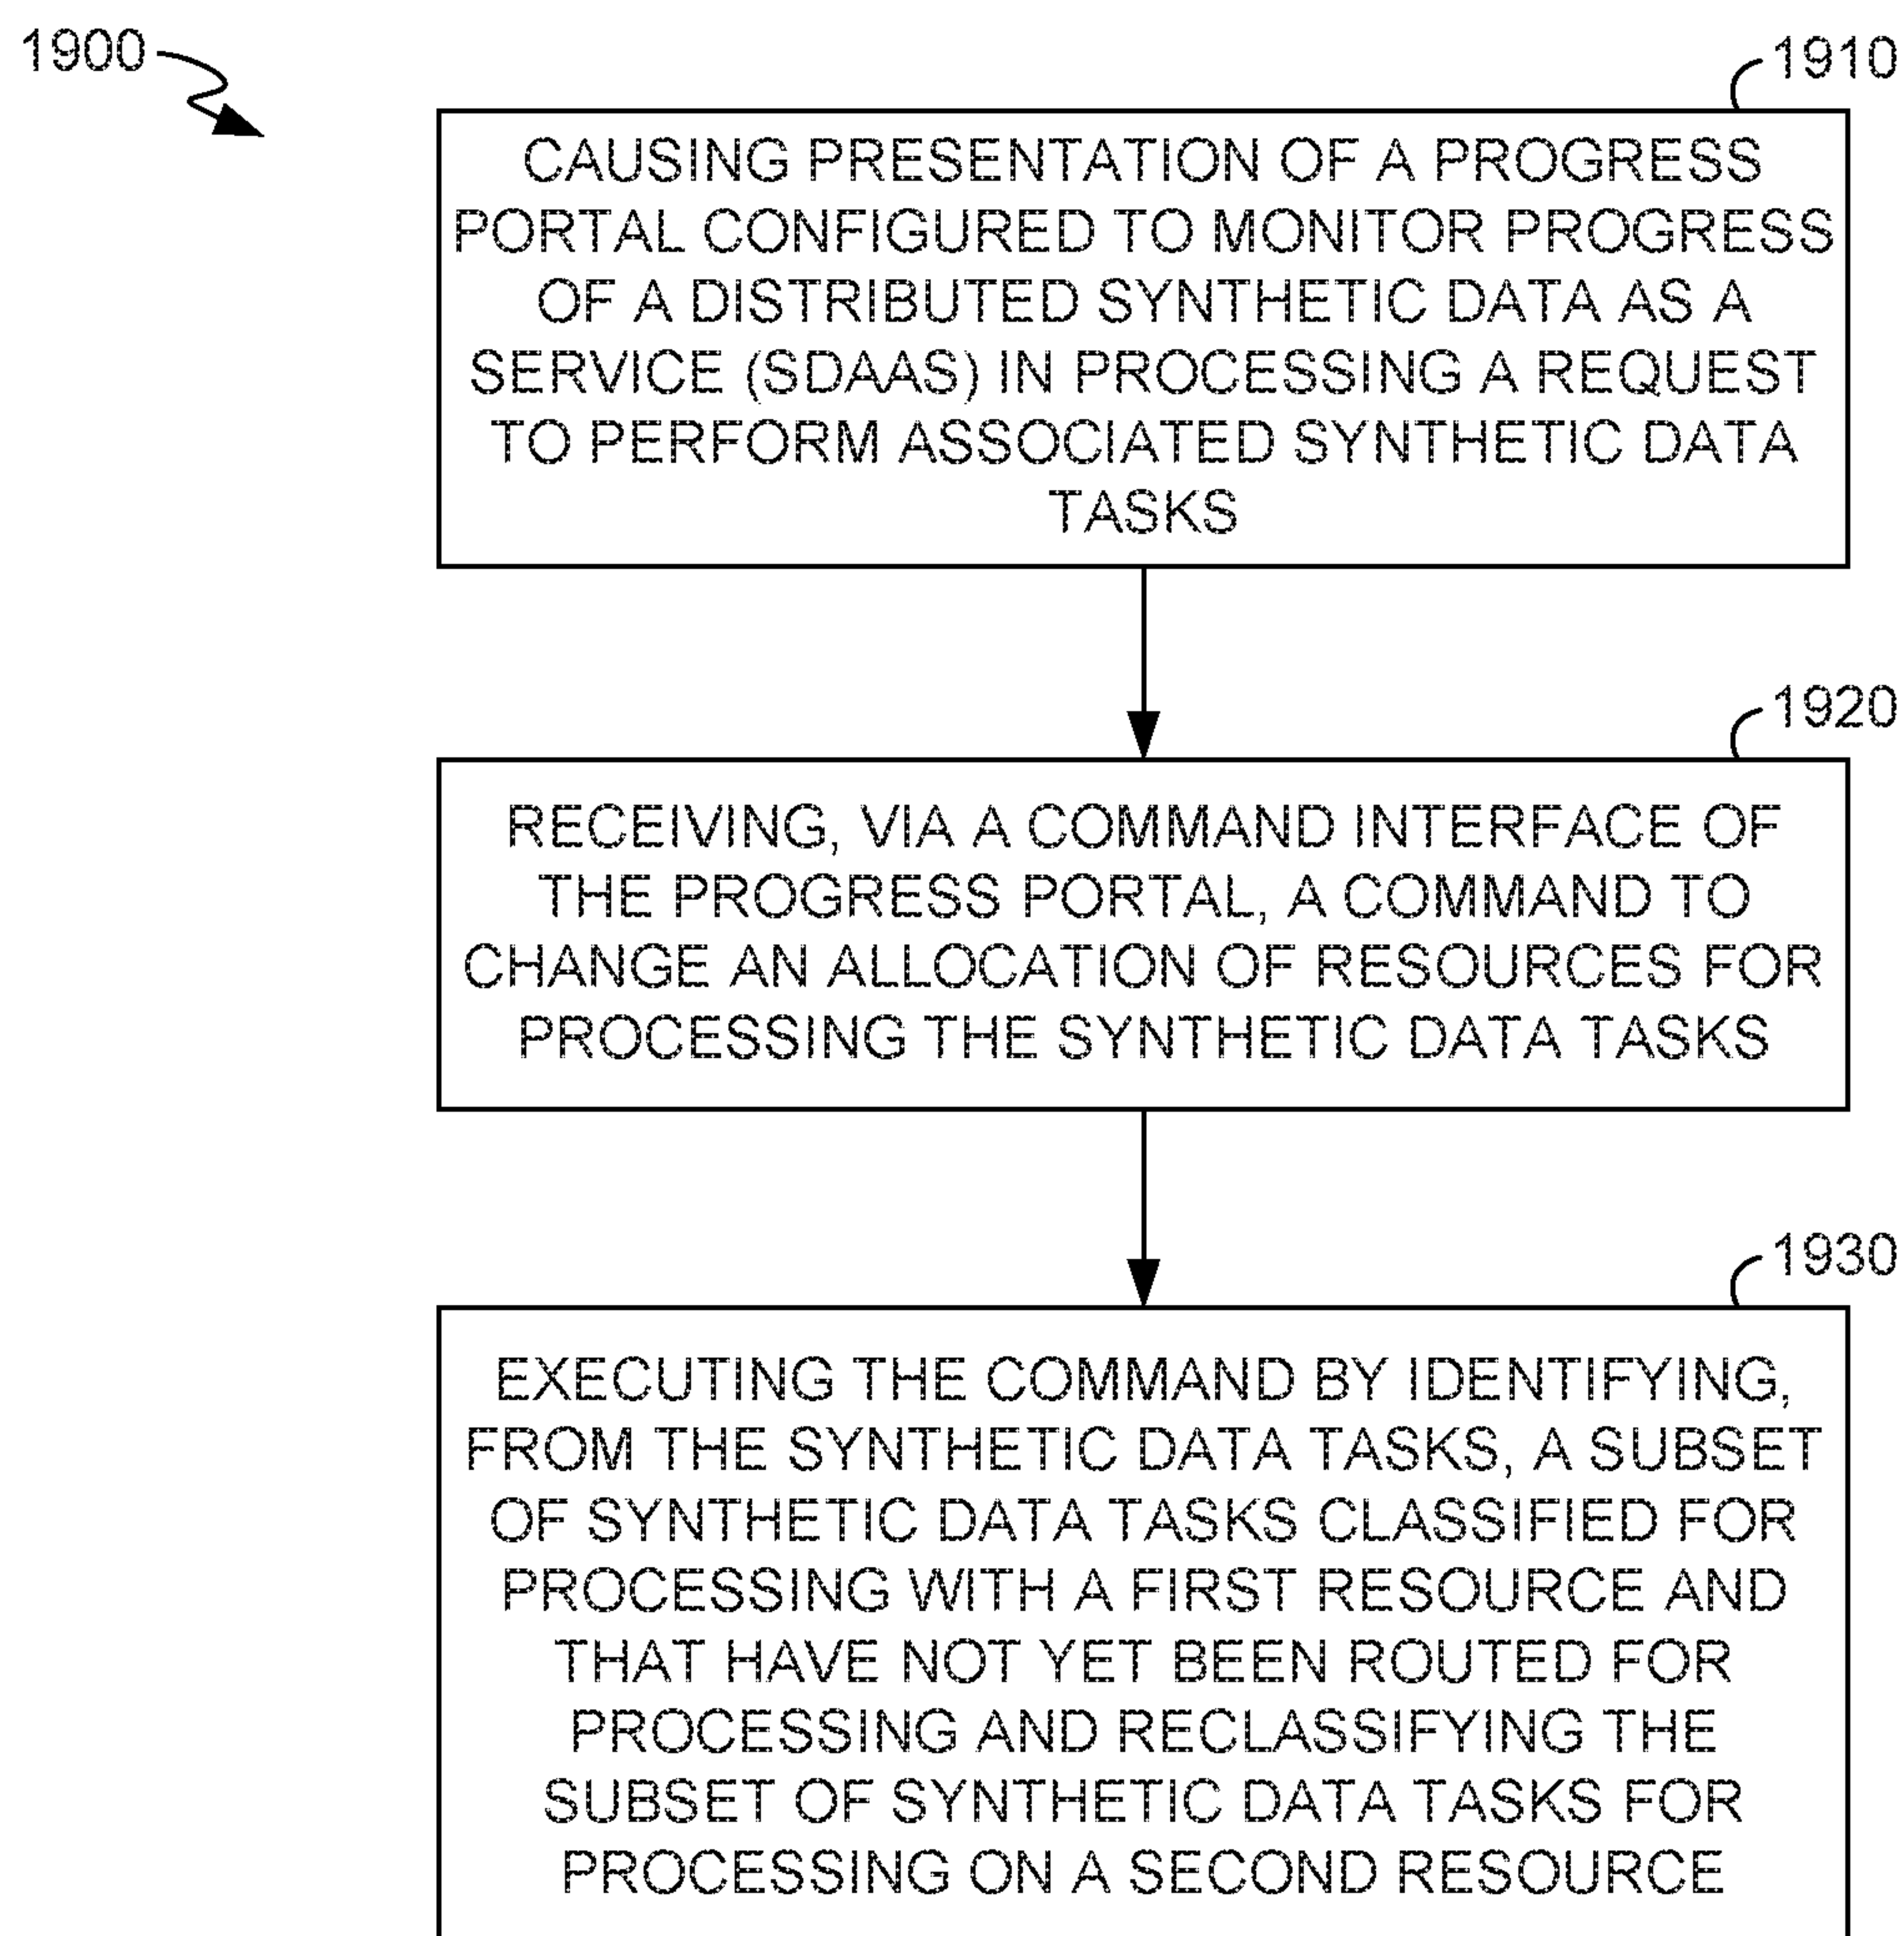 1900
1910
CAUSING PRESENTATION OF A PROGRESS
PORTAL CONFIGURED TO MONITOR PROGRESS
OF A DISTRIBUTED SYNTHETIC DATA AS A
SERVICE (SDAAS) IN PROCESSING A REQUEST
TO PERFORM ASSOCIATED SYNTHETIC DATA
TASKS
1920
RECEIVING, VIA A COMMAND INTERFACE OF
THE PROGRESS PORTAL, A COMMAND TO
CHANGE AN ALLOCATION OF RESOURCES FOR
PROCESSING THE SYNTHETIC DATA TASKS
1930
EXECUTING THE COMMAND BY IDENTIFYING,
FROM THE SYNTHETIC DATA TASKS, A SUBSET
OF SYNTHETIC DATA TASKS CLASSIFIED FOR
PROCESSING WITH A FIRST RESOURCE AND
THAT HAVE NOT YET BEEN ROUTED FOR
PROCESSING AND RECLASSIFYING THE
SUBSET OF SYNTHETIC DATA TASKS FOR
PROCESSING ON A SECOND RESOURCE